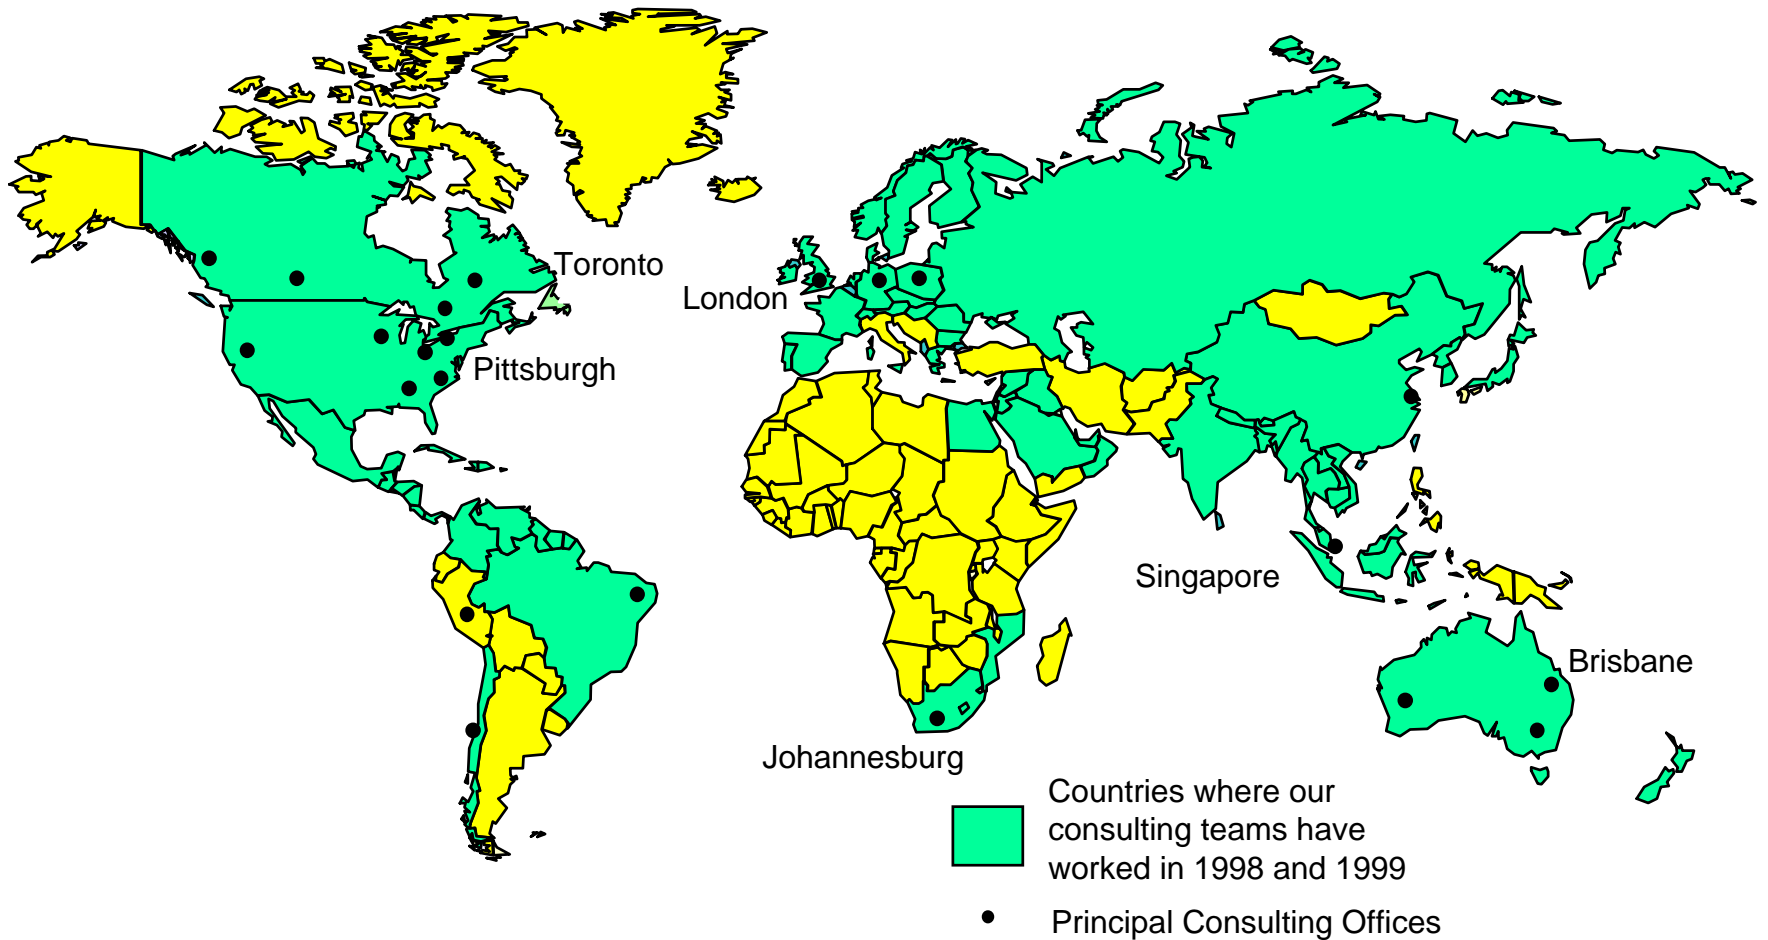 Toronto
London
Pittsburgh
Singapore
Brisbane
Johannesburg
Countries where our
consulting teams have
worked in 1998 and 1999
Principal Consulting Offices